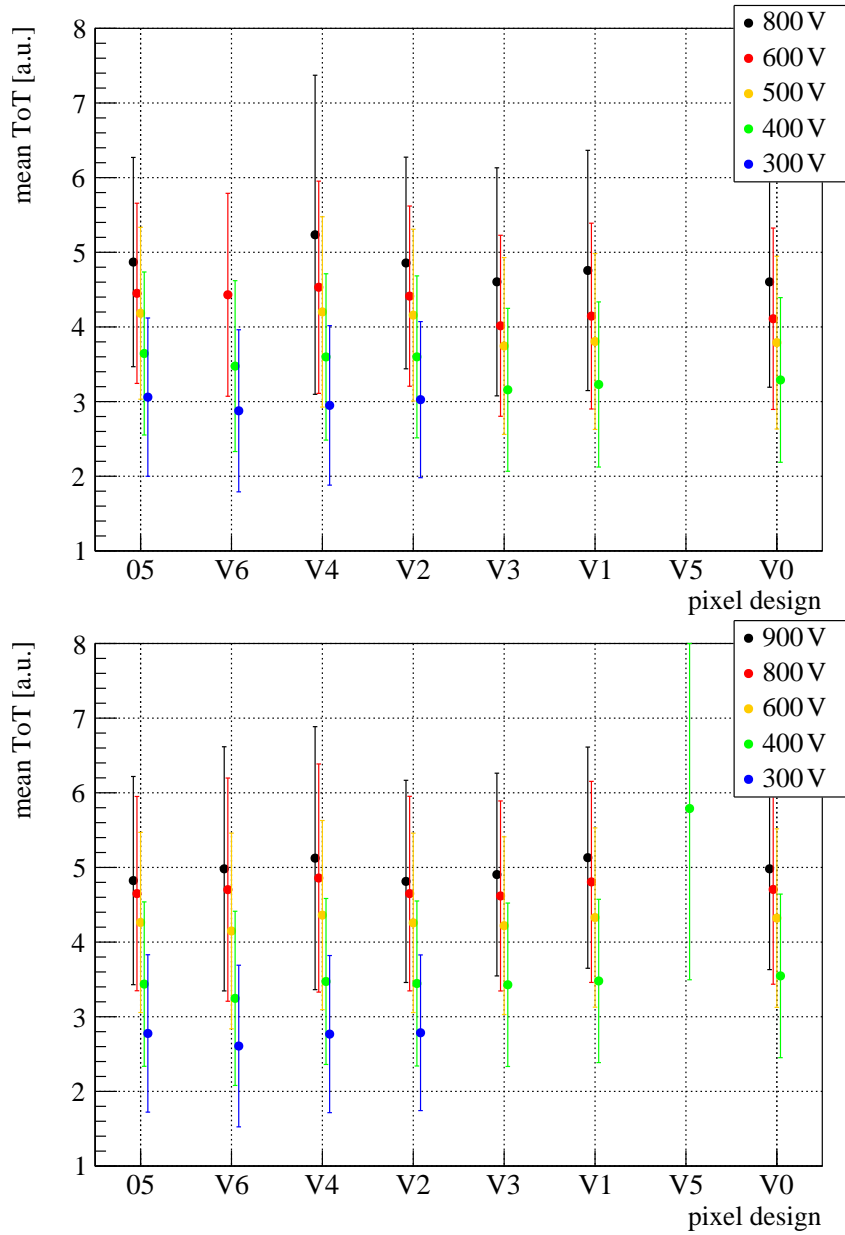 mean ToT [a.u.]
8
7
6
5
4
3
2
1
800 V
600 V
500 V
400 V
300 V
05 V6 V4 V2 V3 V1 V5 V0
pixel design
mean ToT [a.u.]
8
7
6
5
4
3
2
1
900 V
800 V
600 V
400 V
300 V
05 V6 V4 V2 V3 V1 V5 V0
pixel design